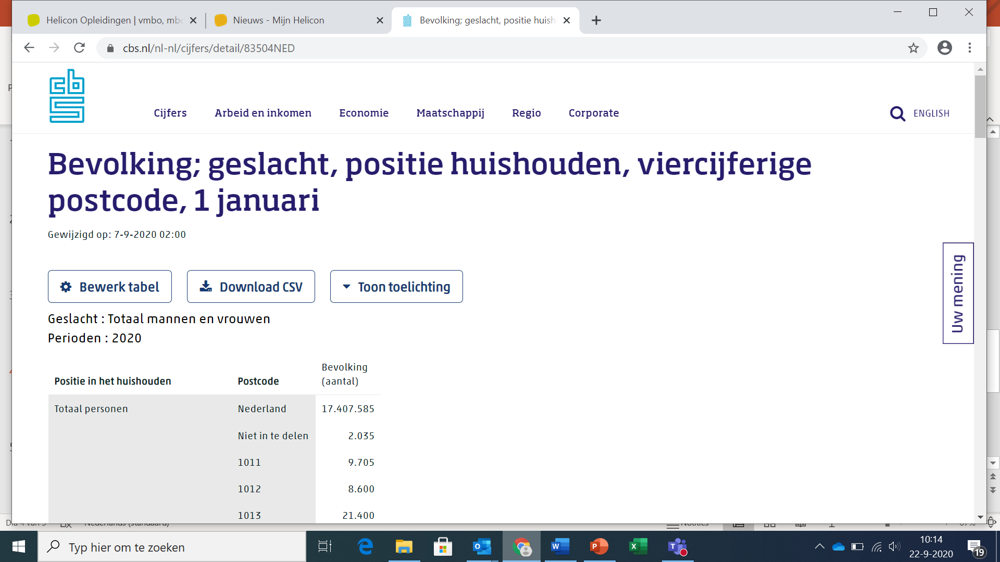 Helicon Opleidingen | vmbo, mbo
Nieuws - Mijn Helicon
Bevolking; geslacht, positie huish
cbs.nl/nl-nl/cijfers/detail/83504NED
cbs
Cijfers
Arbeid en inkomen
Economie
Maatschappij
Regio
Corporate
ENGLISH
Bevolking; geslacht, positie huishouden, viercijferige
postcode, 1 januari
Gewijzigd op: 7-9-2020 02:00
Bewerk tabel
Download CSV
Toon toelichting
Uw mening
Geslacht : Totaal mannen en vrouwen
Perioden : 2020
Positie in het huishouden Postcode Bevolking
(aantal)
Totaal personen Nederland 17.407.585
Niet in te delen 2.035
1011 9.705
1012 8.600
1013 21.400
Nederlands (standaard)
Notities
Typ hier om te zoeken
10:14
22-9-2020
19